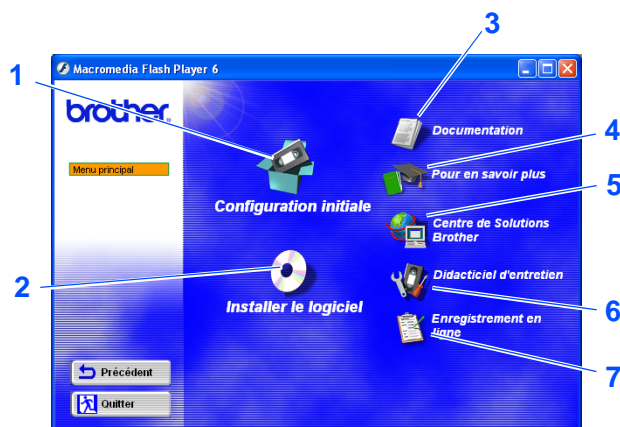 3
1
Macromedia Flash Player 6
brother.
Documentation
4
Menu principal
Pour en savoir plus
5
Configuration initiale
Centre de Solutions
Brother
2
Didacticiel d'entretien
Installer le logiciel
6
Enregistrement en
ligne
7
Précédent
Quitter